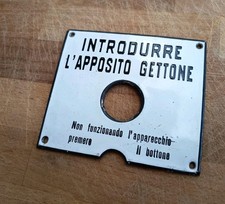 INTRODURRE
L'APPOSITO GETTONE
Non funzionando l'apparecchio
premere il bottone